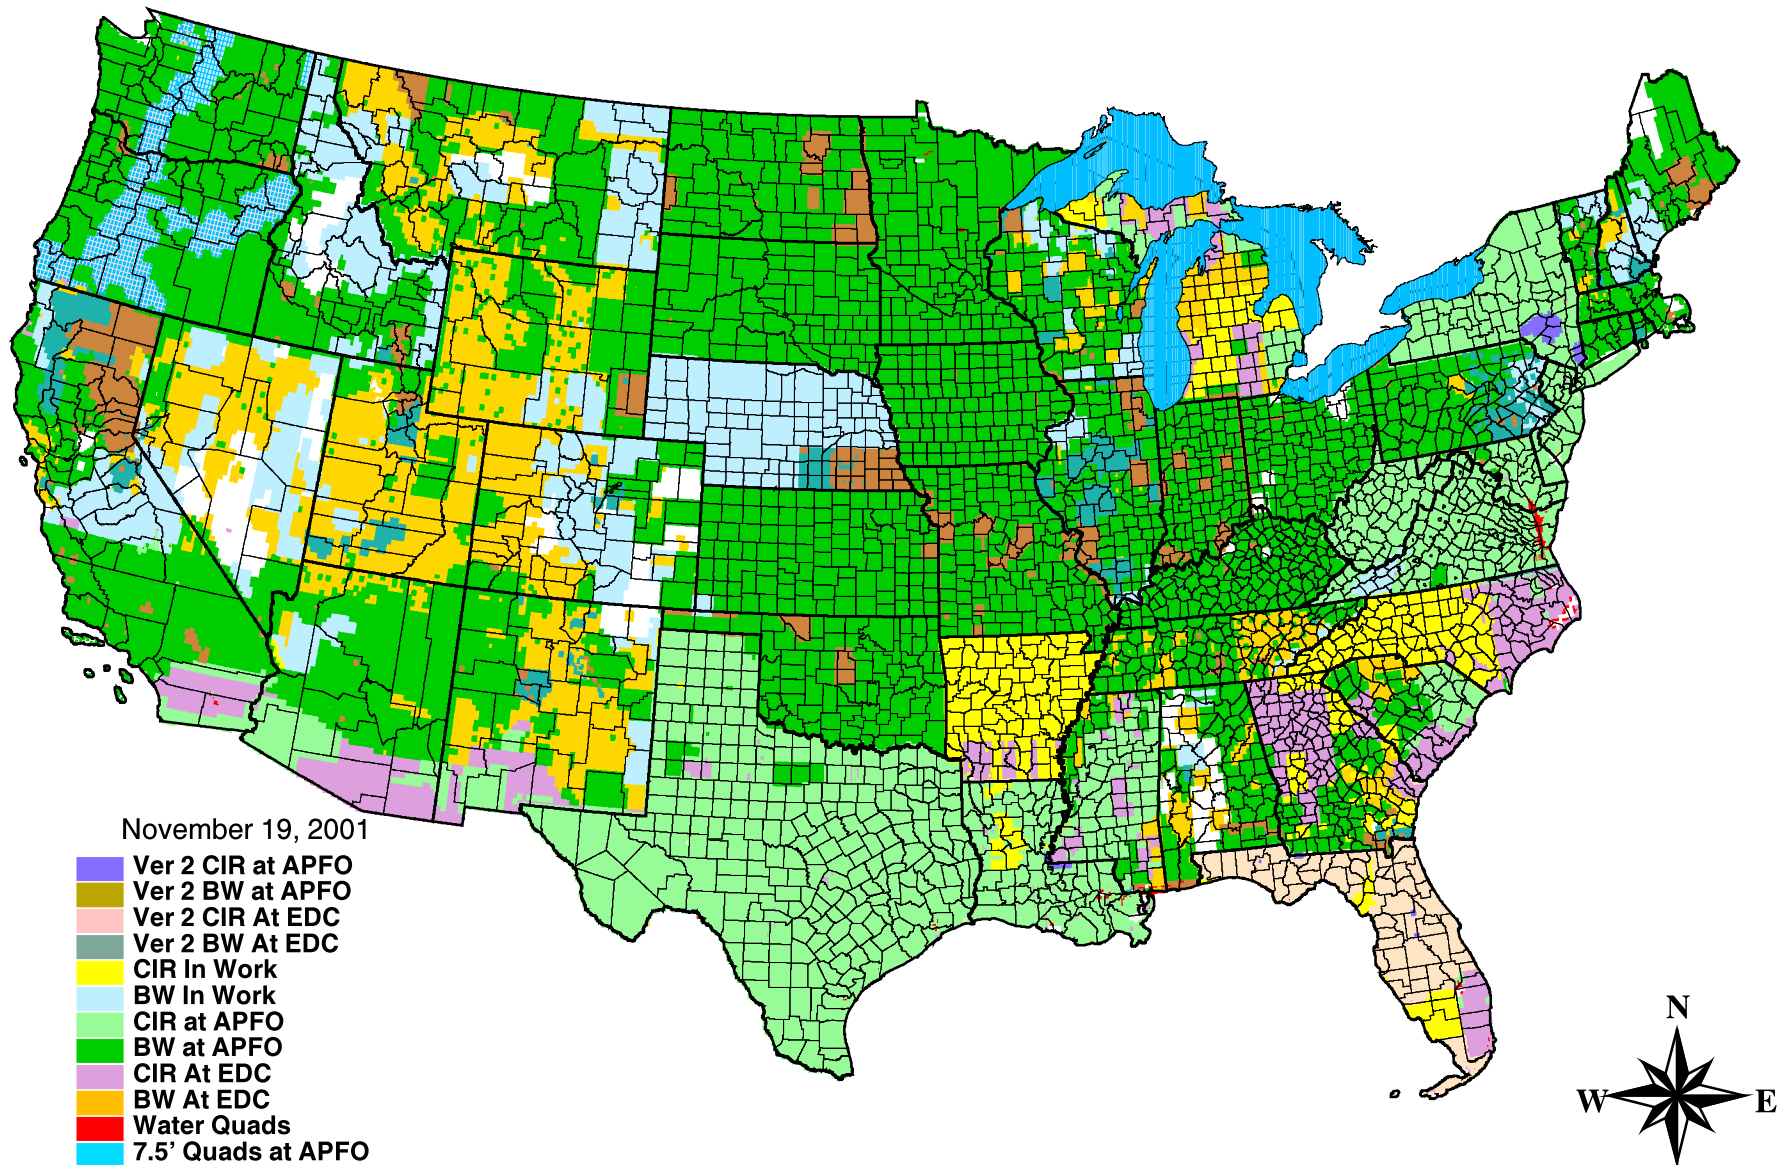 November 19, 2001
Ver 2 CIR at APFO
Ver 2 BW at APFO
Ver 2 CIR At EDC
Ver 2 BW At EDC
CIR In Work
BW In Work
CIR at APFO
BW at APFO
CIR At EDC
BW At EDC
Water Quads
7.5’ Quads at APFO
N
W E